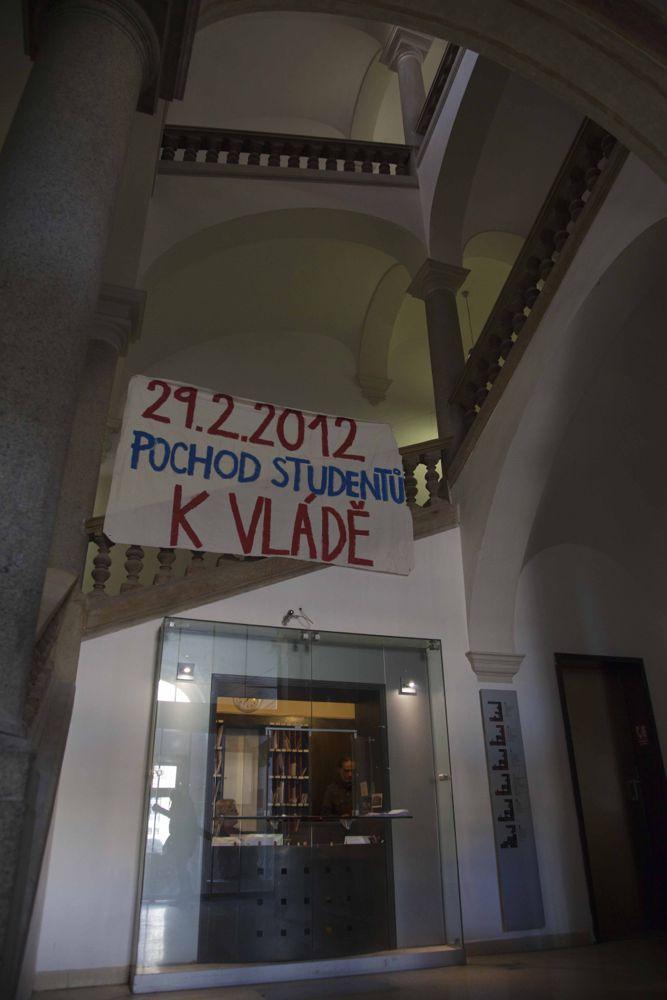 29.2.2012
POCHOD STUDENTŮ
K VLÁDĚ